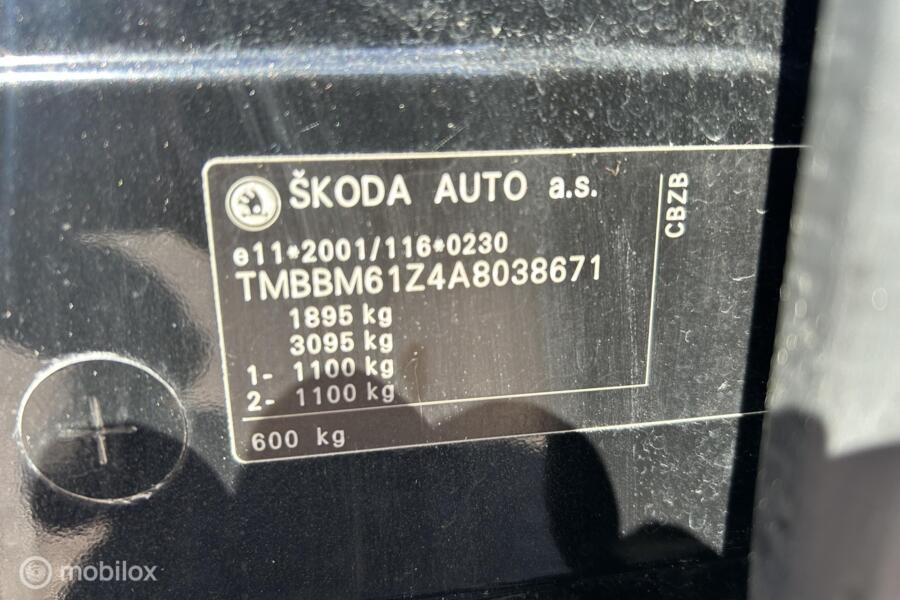 ŠKODA AUTO a.s.
e11*2001/116*0230
TMBBM61Z4A8038671
1895 kg
3095 kg
1- 1100 kg
2- 1100 kg
600 kg
CBZB
mobilox